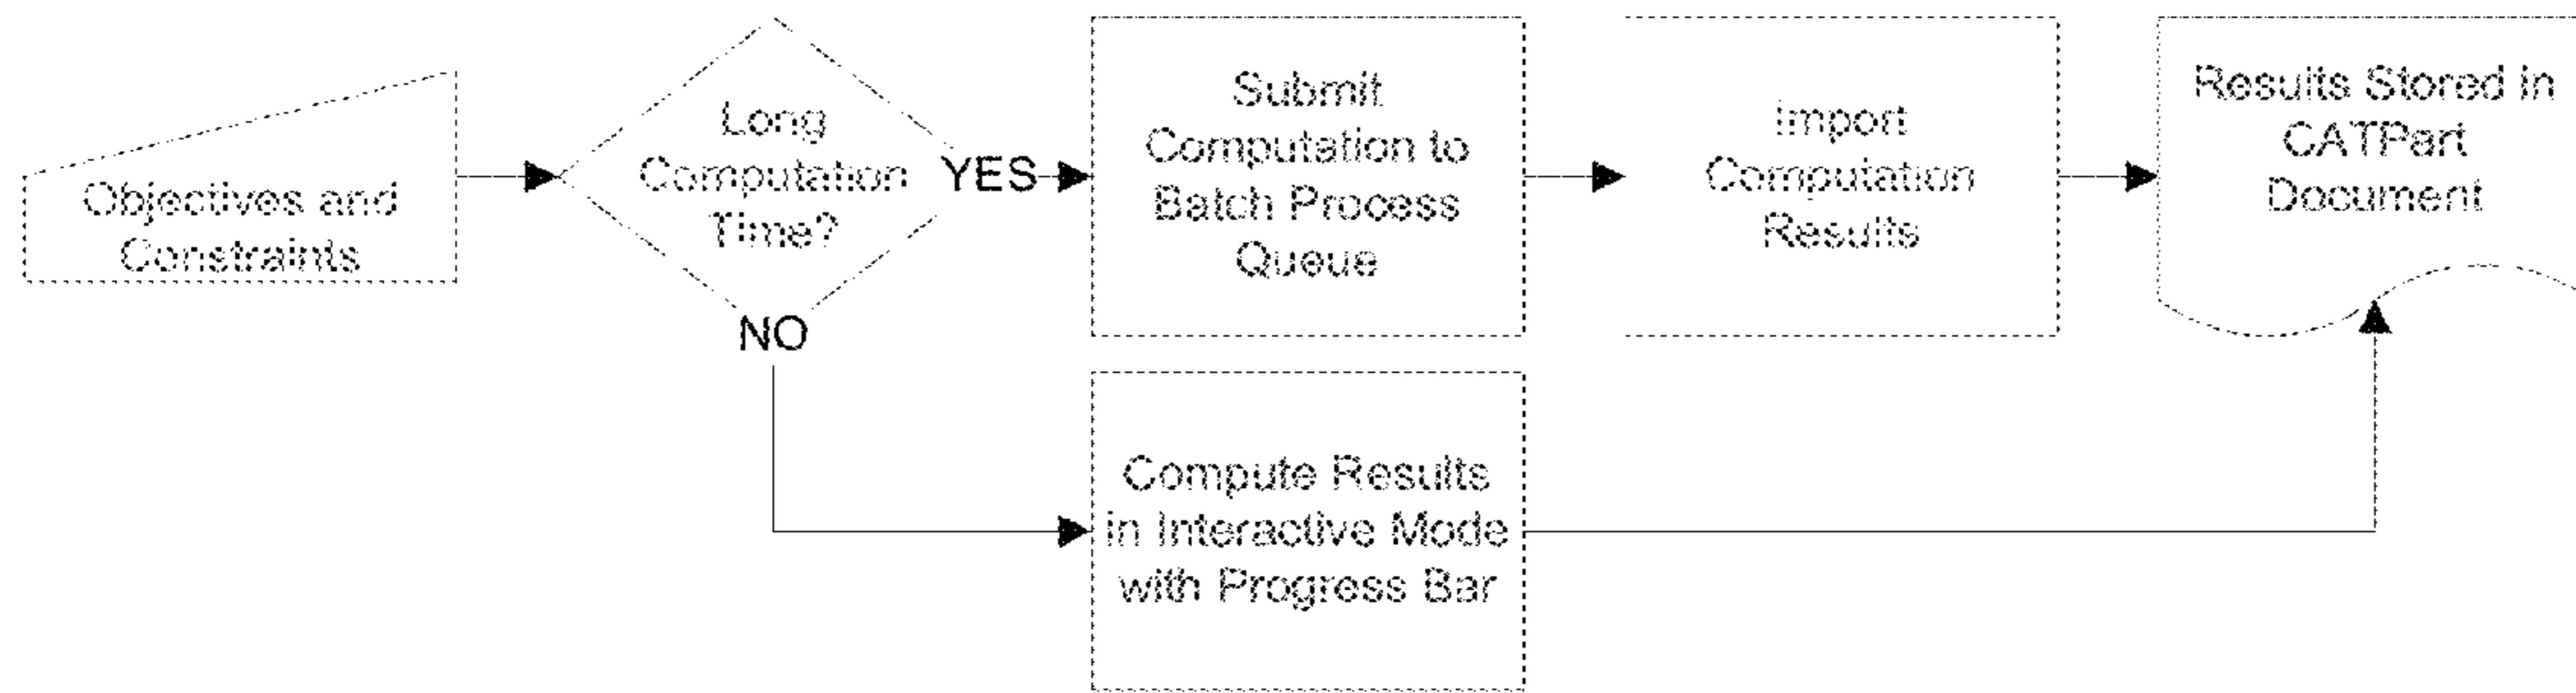 Objectives and
Constraints
Long
Computation
Time?
YES
NO
Submit
Computation to
Batch Process
Queue
Import
Computation
Results
Results Stored in
CATPart
Document
Compute Results
in Interactive Mode
with Progress Bar